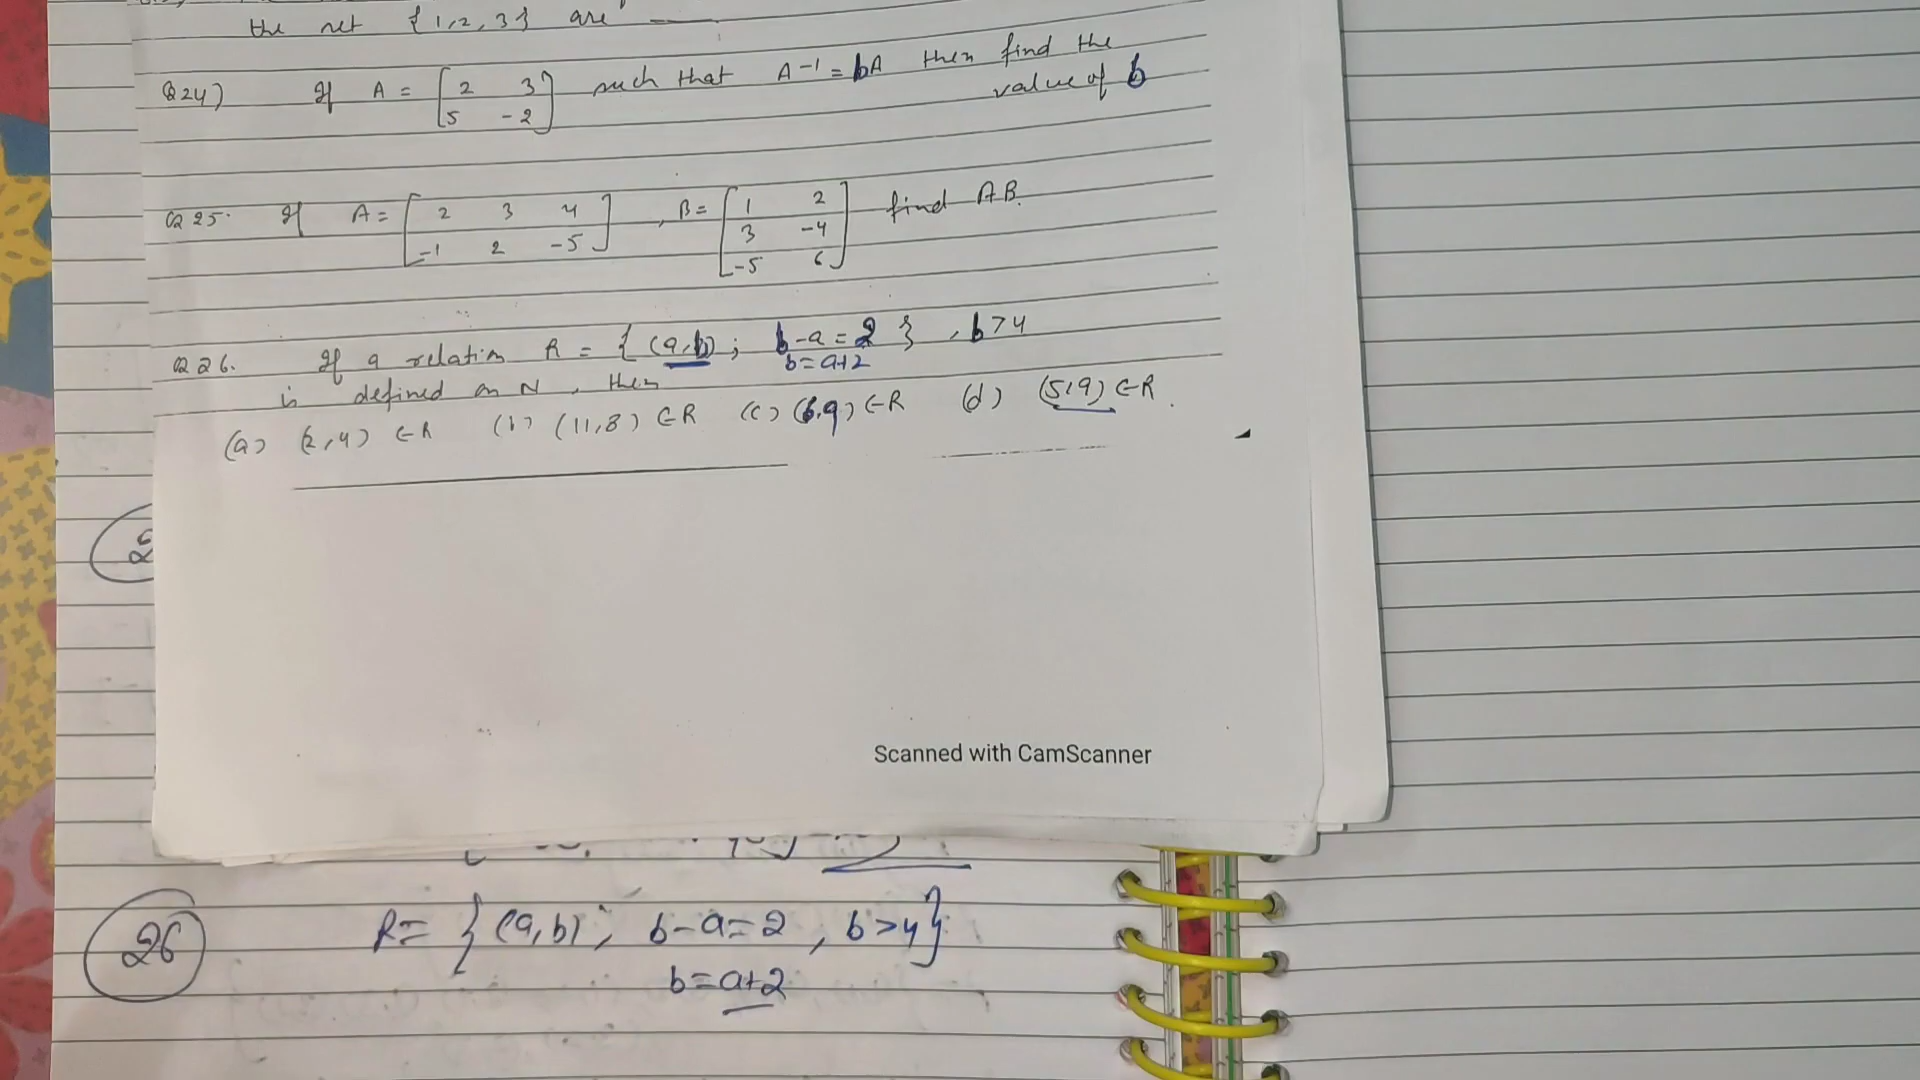 the set {1,2,3} are
Q24) If A = [2 3 5 -2] such that A-1 = bA then find the
value of b
Q25. If A = [2 3 4 -1 2 -5], B = [1 2 3 -4 -5 6] find AB.
Q26. If a relation R = { (a,b) ; b-a = 2 } , b>4
b=a+2
is defined on N, then
(a) (2,4) ∈ R (b) (11,8) ∈ R (c) (6,9) ∈ R (d) (5,9) ∈ R.
Scanned with CamScanner
26 R = { (a,b) ; b-a=2 , b>4}
b=a+2